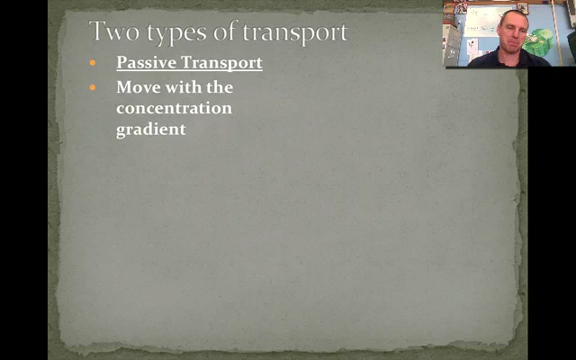 Two types of transport
Passive Transport
Move with the
concentration
gradient